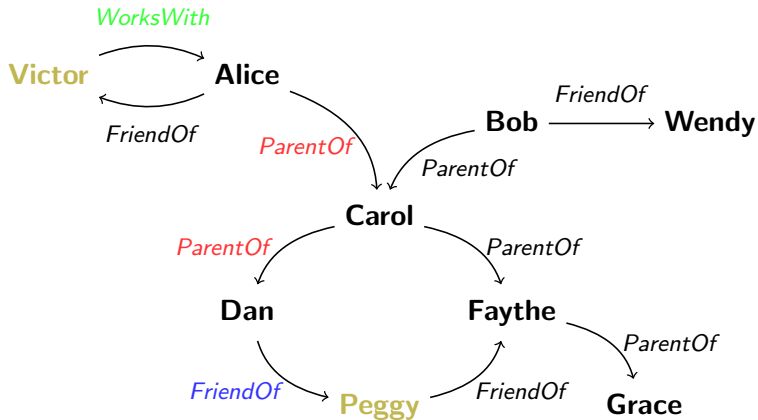 WorksWith
Victor
Alice
FriendOf
FriendOf
Bob
Wendy
ParentOf
ParentOf
Carol
ParentOf
ParentOf
Dan
Faythe
ParentOf
FriendOf
Peggy
FriendOf
Grace